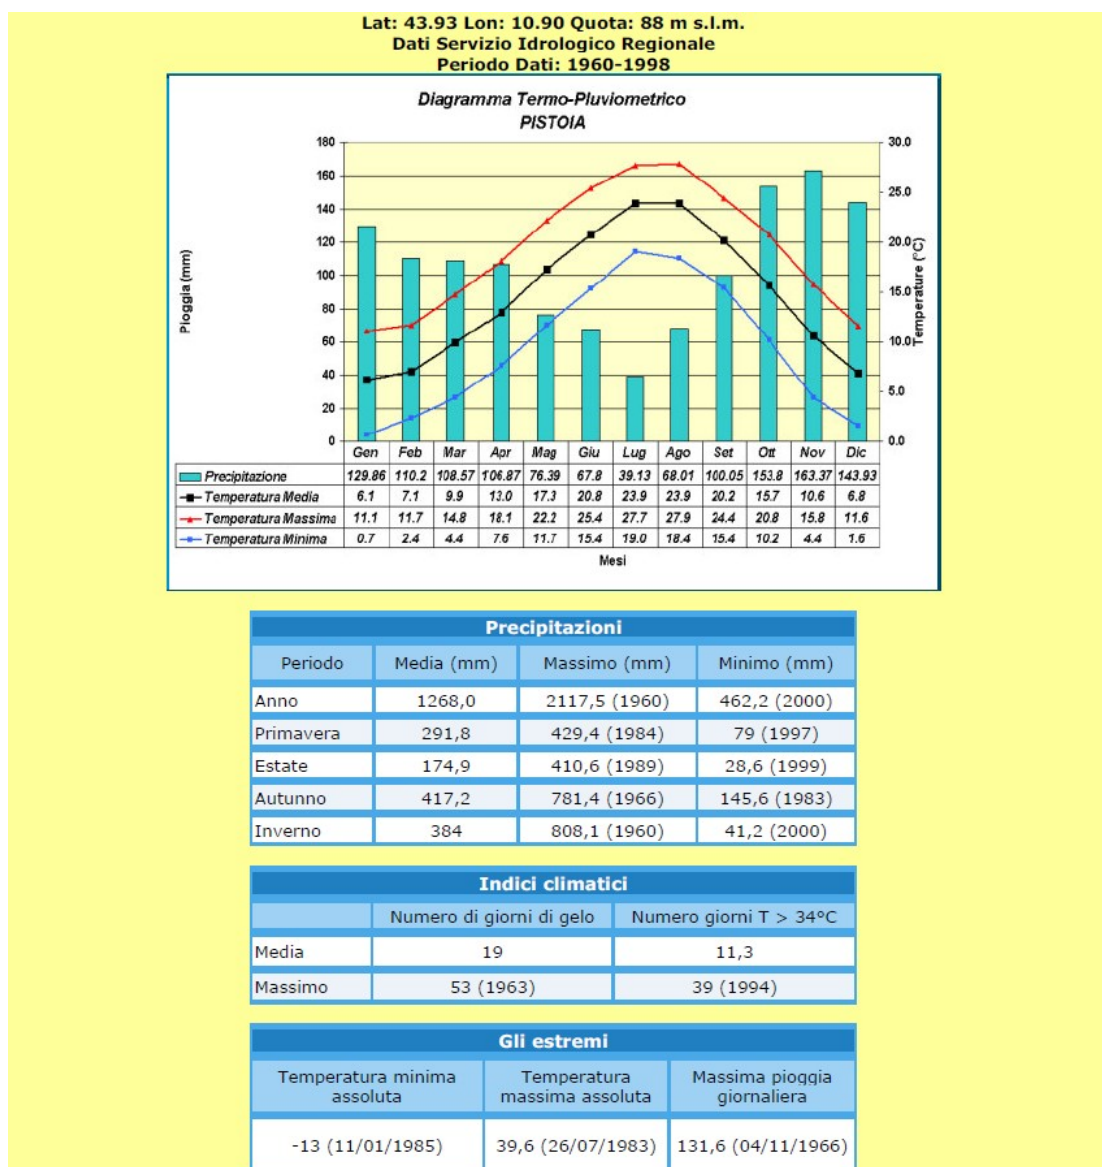 Lat: 43.93 Lon: 10.90 Quota: 88 m s.l.m.
Dati Servizio Idrologico Regionale
Periodo Dati: 1960-1998
Diagramma Termo-Pluviometrico
PISTOIA
Pioggia (mm)
180
160
140
120
100
80
60
40
20
0
30.0
25.0
20.0
15.0
10.0
5.0
0.0
Temperature (°C)
Gen Feb Mar Apr Mag Giu Lug Ago Set Ott Nov Dic
Precipitazione 129.86 110.2 108.57 106.87 76.39 67.8 39.13 68.01 100.05 153.8 163.37 143.93
Temperatura Media 6.1 7.1 9.9 13.0 17.3 20.8 23.9 23.9 20.2 15.7 10.6 6.8
Temperatura Massima 11.1 11.7 14.8 18.1 22.2 25.4 27.7 27.9 24.4 20.8 15.8 11.6
Temperatura Minima 0.7 2.4 4.4 7.6 11.7 15.4 19.0 18.4 15.4 10.2 4.4 1.6
Mesi
Precipitazioni
Periodo Media (mm) Massimo (mm) Minimo (mm)
Anno 1268,0 2117,5 (1960) 462,2 (2000)
Primavera 291,8 429,4 (1984) 79 (1997)
Estate 174,9 410,6 (1989) 28,6 (1999)
Autunno 417,2 781,4 (1966) 145,6 (1983)
Inverno 384 808,1 (1960) 41,2 (2000)
Indici climatici
Numero di giorni di gelo Numero giorni T > 34°C
Media 19 11,3
Massimo 53 (1963) 39 (1994)
Gli estremi
Temperatura minima assoluta Temperatura massima assoluta Massima pioggia giornaliera
-13 (11/01/1985) 39,6 (26/07/1983) 131,6 (04/11/1966)